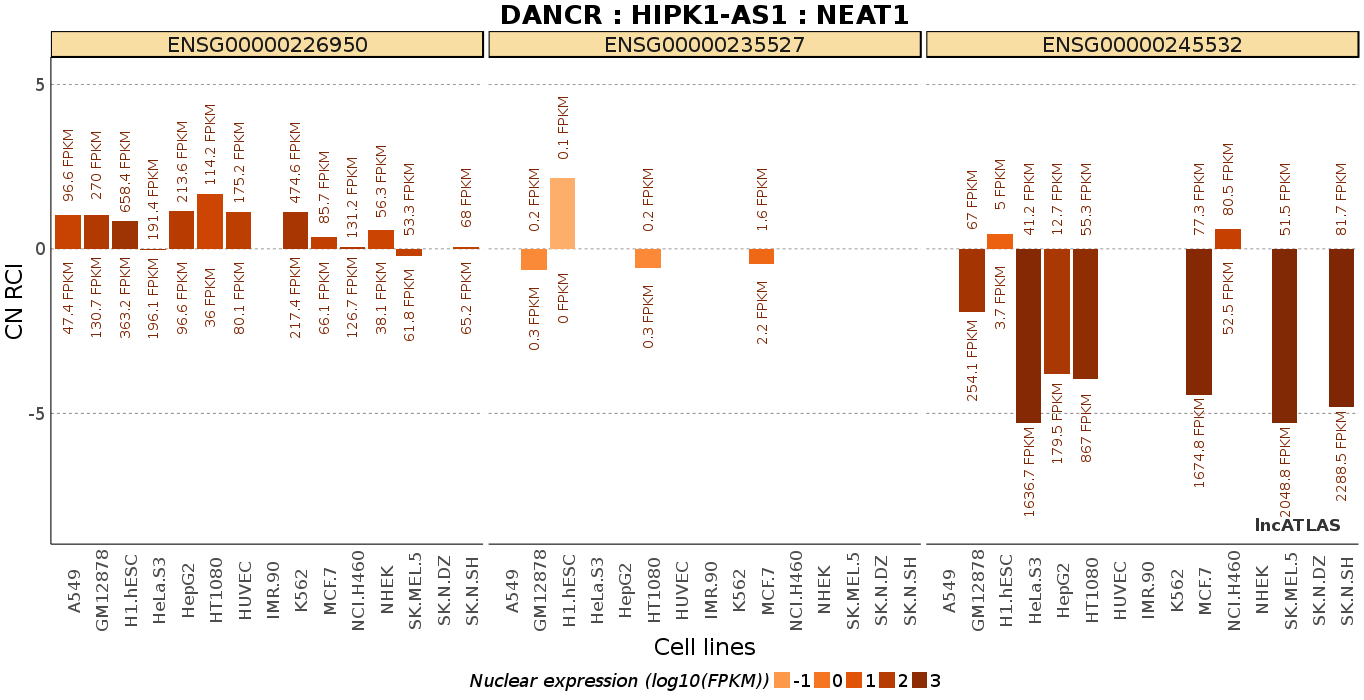 DANCR : HIPK1-AS1 : NEAT1
ENSG00000226950 ENSG00000235527 ENSG00000245532
CN RCI
5
0
-5
96.6 FPKM
270 FPKM
658.4 FPKM
191.4 FPKM
213.6 FPKM
114.2 FPKM
175.2 FPKM
474.6 FPKM
85.7 FPKM
131.2 FPKM
56.3 FPKM
53.3 FPKM
68 FPKM
47.4 FPKM
130.7 FPKM
363.2 FPKM
196.1 FPKM
96.6 FPKM
36 FPKM
80.1 FPKM
217.4 FPKM
66.1 FPKM
126.7 FPKM
38.1 FPKM
61.8 FPKM
65.2 FPKM
0.2 FPKM
0.1 FPKM
0.2 FPKM
1.6 FPKM
0.3 FPKM
0 FPKM
0.3 FPKM
2.2 FPKM
67 FPKM
5 FPKM
41.2 FPKM
12.7 FPKM
55.3 FPKM
77.3 FPKM
80.5 FPKM
51.5 FPKM
81.7 FPKM
254.1 FPKM
3.7 FPKM
1636.7 FPKM
179.5 FPKM
867 FPKM
1674.8 FPKM
52.5 FPKM
2048.8 FPKM
2288.5 FPKM
lncATLAS
A549
GM12878
H1.hESC
HeLa.S3
HepG2
HT1080
HUVEC
IMR.90
K562
MCF.7
NCI.H460
NHEK
SK.MEL.5
SK.N.DZ
SK.N.SH
A549
GM12878
H1.hESC
HeLa.S3
HepG2
HT1080
HUVEC
IMR.90
K562
MCF.7
NCI.H460
NHEK
SK.MEL.5
SK.N.DZ
SK.N.SH
A549
GM12878
H1.hESC
HeLa.S3
HepG2
HT1080
HUVEC
IMR.90
K562
MCF.7
NCI.H460
NHEK
SK.MEL.5
SK.N.DZ
SK.N.SH
Cell lines
Nuclear expression (log10(FPKM)) -1 0 1 2 3